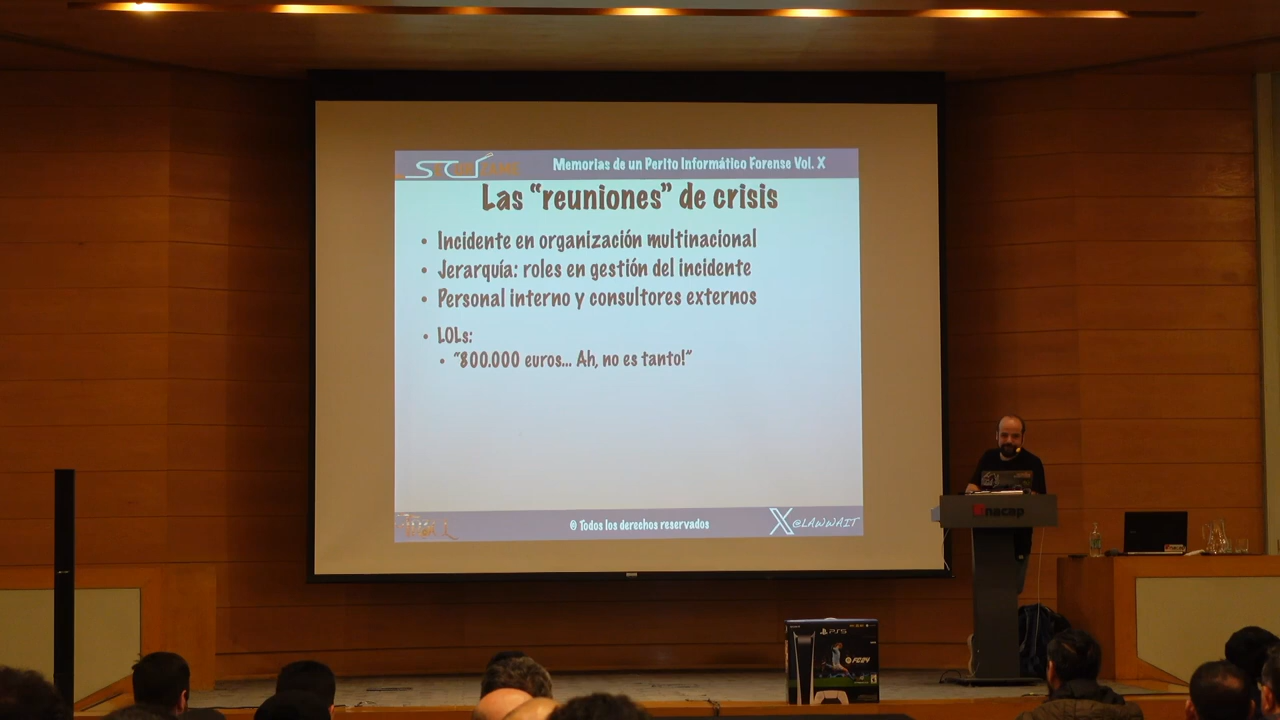 Memorias de un Perito Informático Forense Vol. X
Las “reuniones” de crisis
• Incidente en organización multinacional
• Jerarquía: roles en gestión del incidente
• Personal interno y consultores externos
• LOLs:
• “800.000 euros... Ah, no es tanto!”
© Todos los derechos reservados
X @LAWWAIT
inacap
PS5
FC24